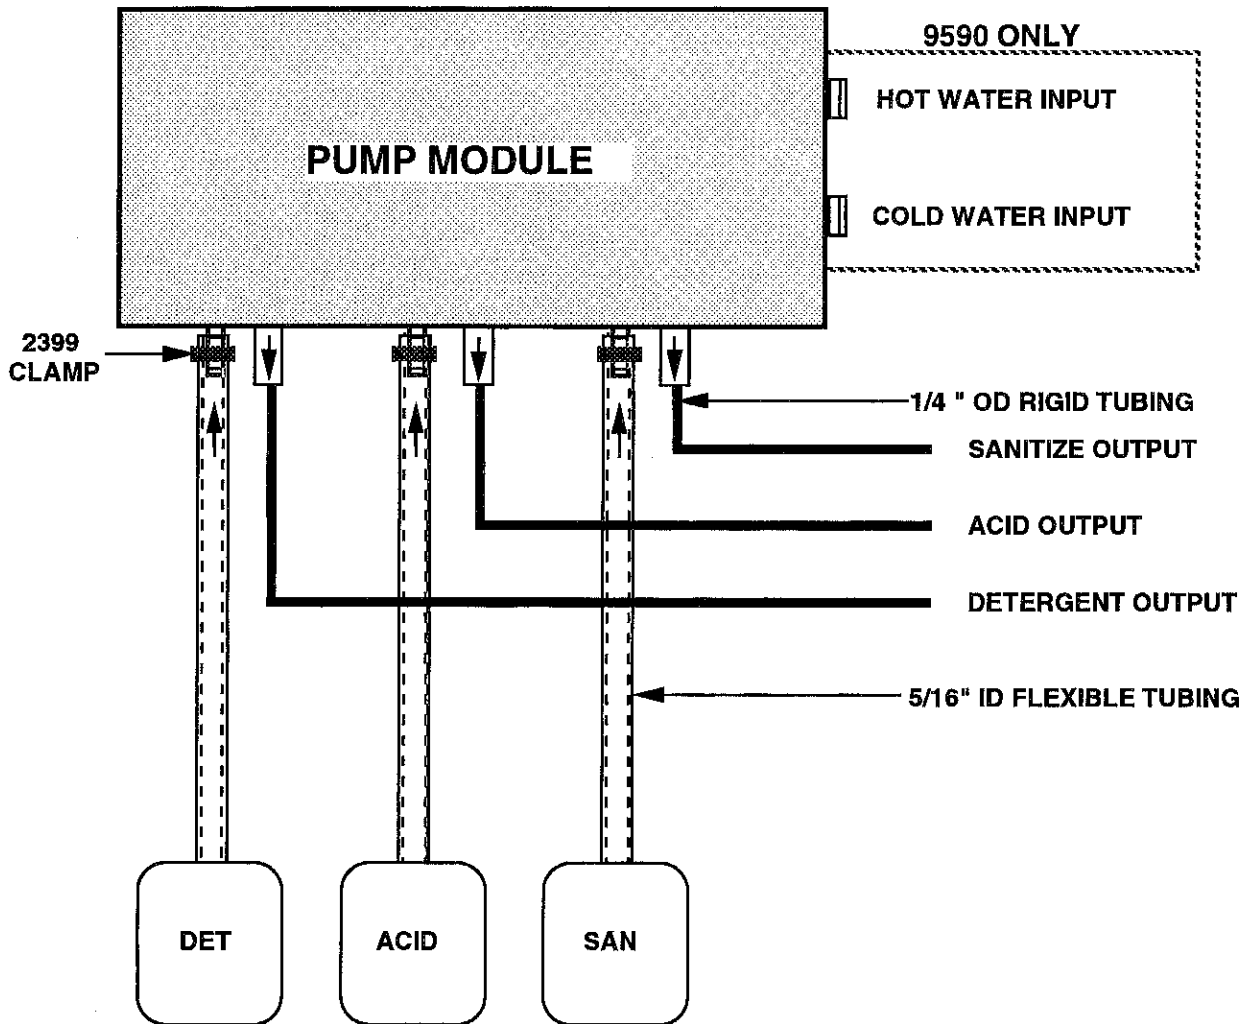 9590 ONLY
HOT WATER INPUT
PUMP MODULE
COLD WATER INPUT
2399
CLAMP
1/4 " OD RIGID TUBING
SANITIZE OUTPUT
ACID OUTPUT
DETERGENT OUTPUT
5/16" ID FLEXIBLE TUBING
DET
ACID
SAN